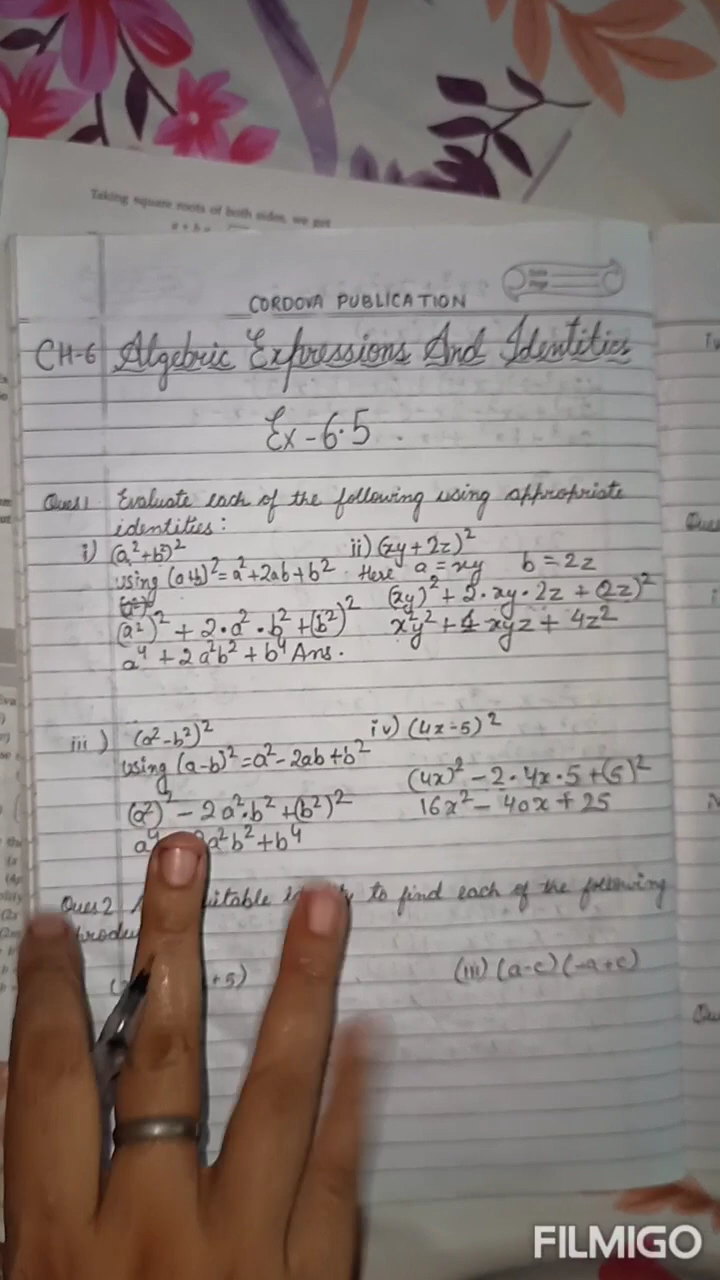 Taking square roots of both sides, we get
a + b =
CORDOVA PUBLICATION
CH-6 Algebric Expressions And Identities
Ex-6.5
Ques1 Evaluate each of the following using appropriate
identities:
i) (a²+b²)² ii) (xy+2z)²
using (a+b)²=a²+2ab+b² Here a=xy b=2z
(a²)²+2·a²·b²+(b²)² (xy)²+2·xy·2z+(2z)²
a⁴+2a²b²+b⁴ Ans. x²y²+4xyz+4z²
iii) (a²-b²)² iv) (4x-5)²
using (a-b)²=a²-2ab+b²
(a²)²-2a²·b²+(b²)² (4x)²-2·4x·5+(5)²
a⁴ a²b²+b⁴ 16x²-40x+25
Ques2 to find each of the following
+5) (iii) (a-c)(-a+c)
FILMIGO